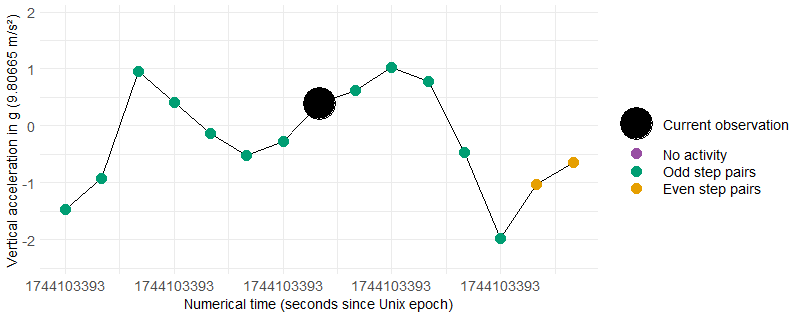 Vertical acceleration in g (9.80665 m/s²)
2
1
0
-1
-2
1744103393 1744103393 1744103393 1744103393 1744103393
Numerical time (seconds since Unix epoch)
Current observation
No activity
Odd step pairs
Even step pairs